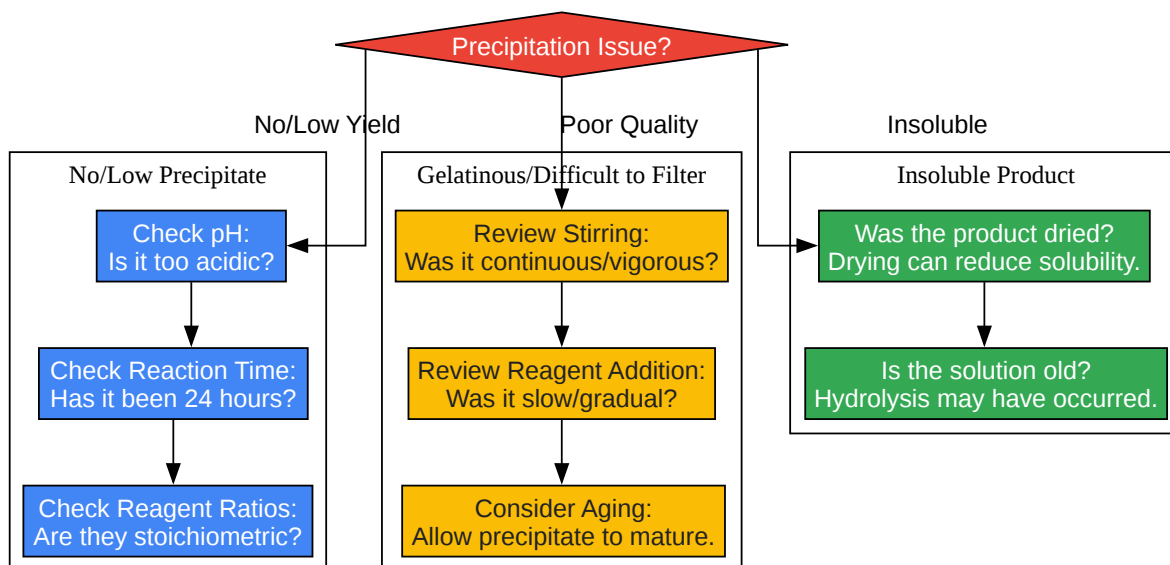 Precipitation Issue?
No/Low Yield
Poor Quality
Insoluble
No/Low Precipitate
Check pH:
Is it too acidic?
Check Reaction Time:
Has it been 24 hours?
Check Reagent Ratios:
Are they stoichiometric?
Gelatinous/Difficult to Filter
Review Stirring:
Was it continuous/vigorous?
Review Reagent Addition:
Was it slow/gradual?
Consider Aging:
Allow precipitate to mature.
Insoluble Product
Was the product dried?
Drying can reduce solubility.
Is the solution old?
Hydrolysis may have occurred.